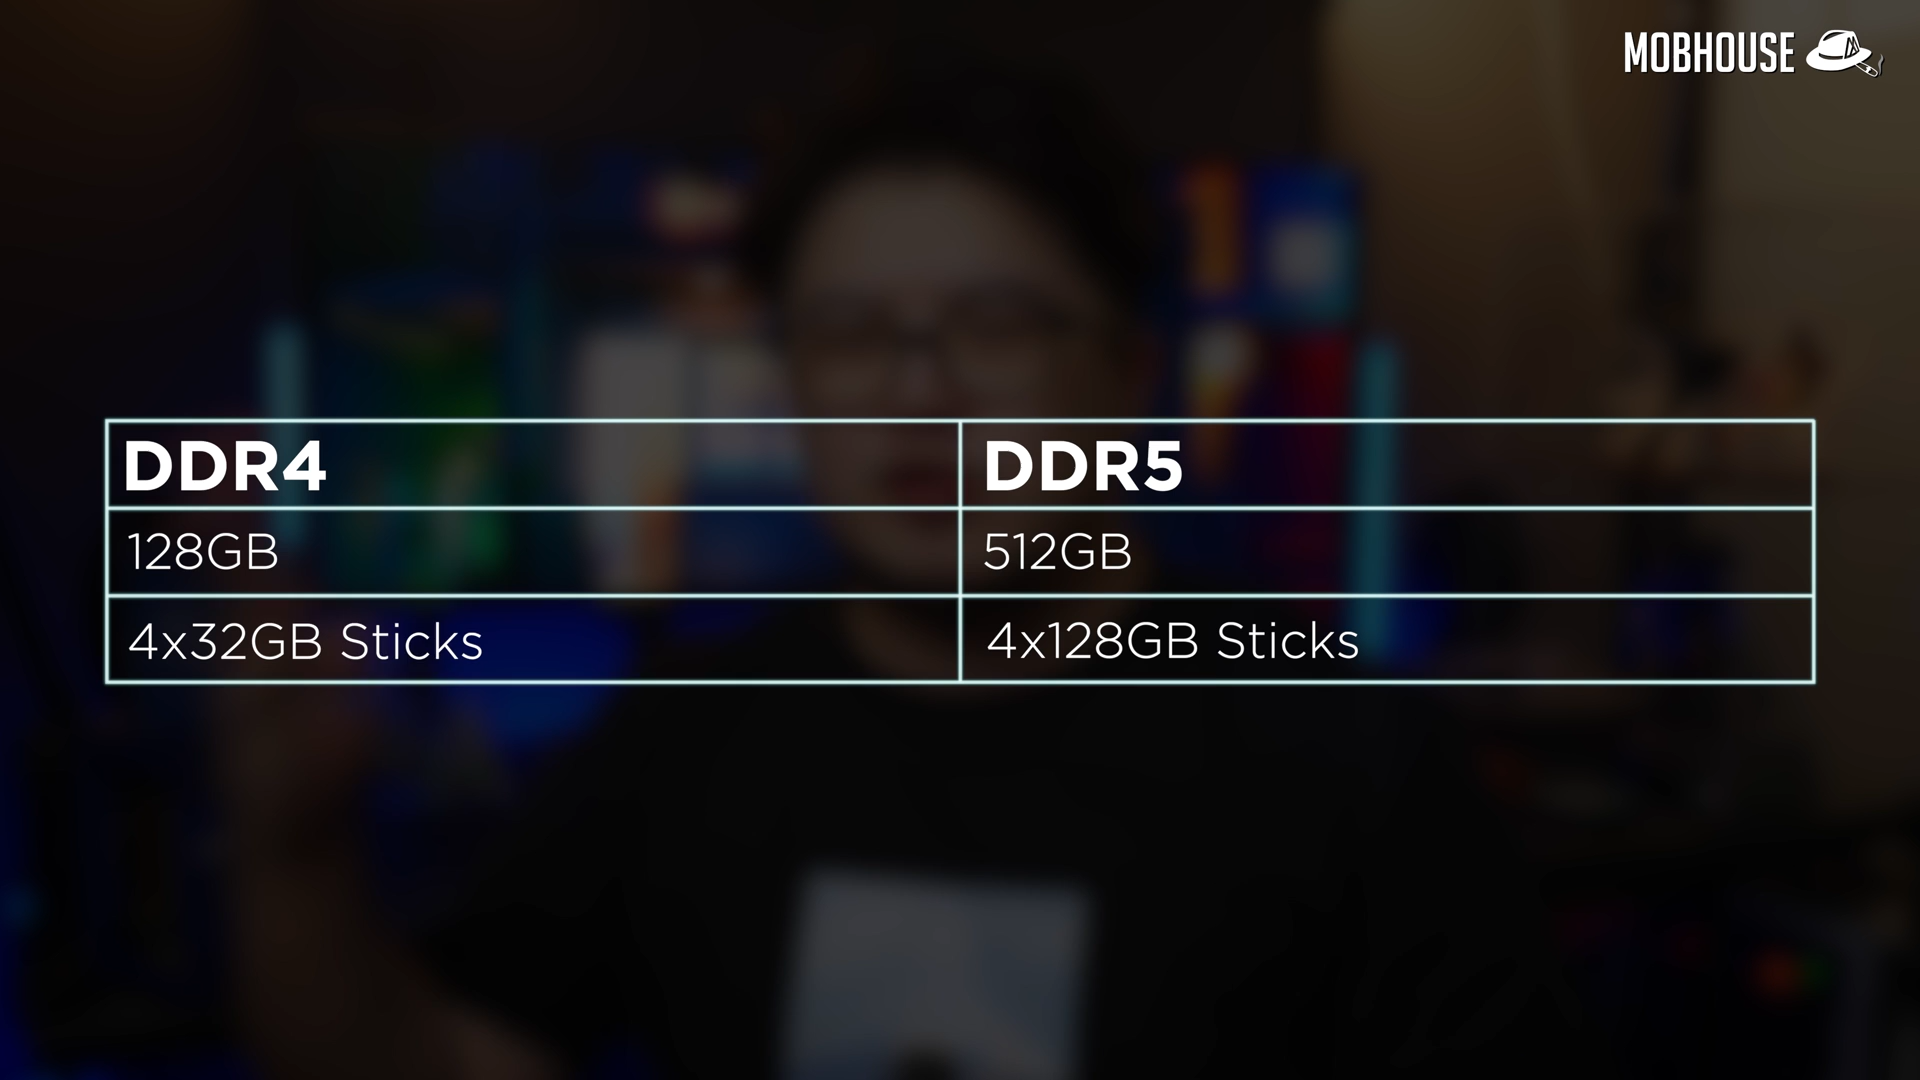 MOBHOUSE
DDR4
DDR5
128GB
512GB
4x32GB Sticks
4x128GB Sticks